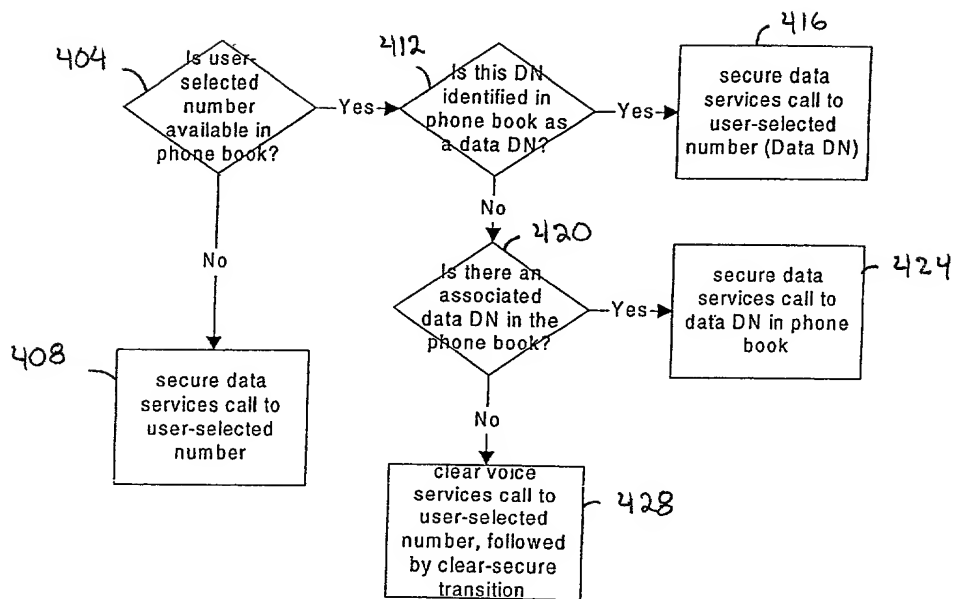 404
Is user-
selected
number
available in
phone book?
Yes
412
Is this DN
identified in
phone book as
a data DN?
Yes
416
secure data
services call to
user-selected
number (Data DN)
No
No
420
Is there an
associated
data DN in the
phone book?
Yes
424
secure data
services call to
data DN in phone
book
408
secure data
services call to
user-selected
number
No
428
clear voice
services call to
user-selected
number, followed
by clear-secure
transition